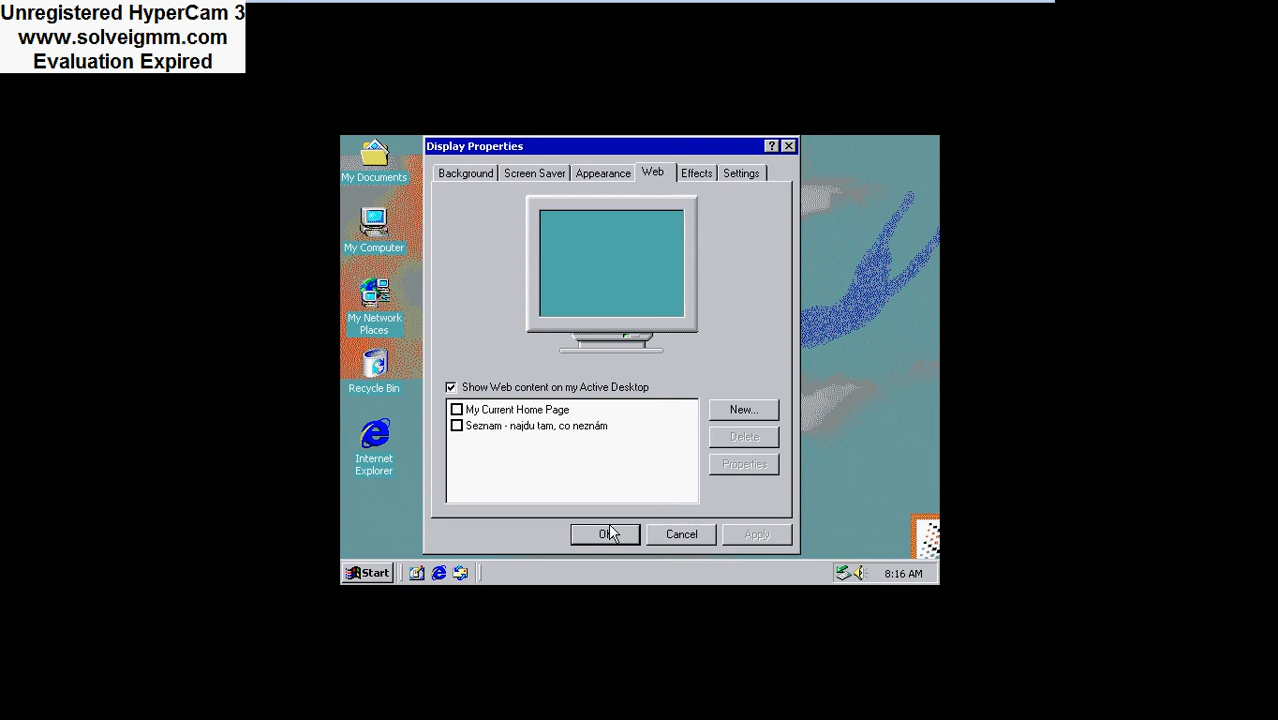 Unregistered HyperCam 3
www.solveigmm.com
Evaluation Expired
Display Properties
Background
Screen Saver
Appearance
Web
Effects
Settings
My Documents
My Computer
My Network
Places
Recycle Bin
Internet
Explorer
Show Web content on my Active Desktop
My Current Home Page
Seznam - najdu tam, co neznám
New...
Delete
Properties
OK
Cancel
Apply
Start
8:16 AM